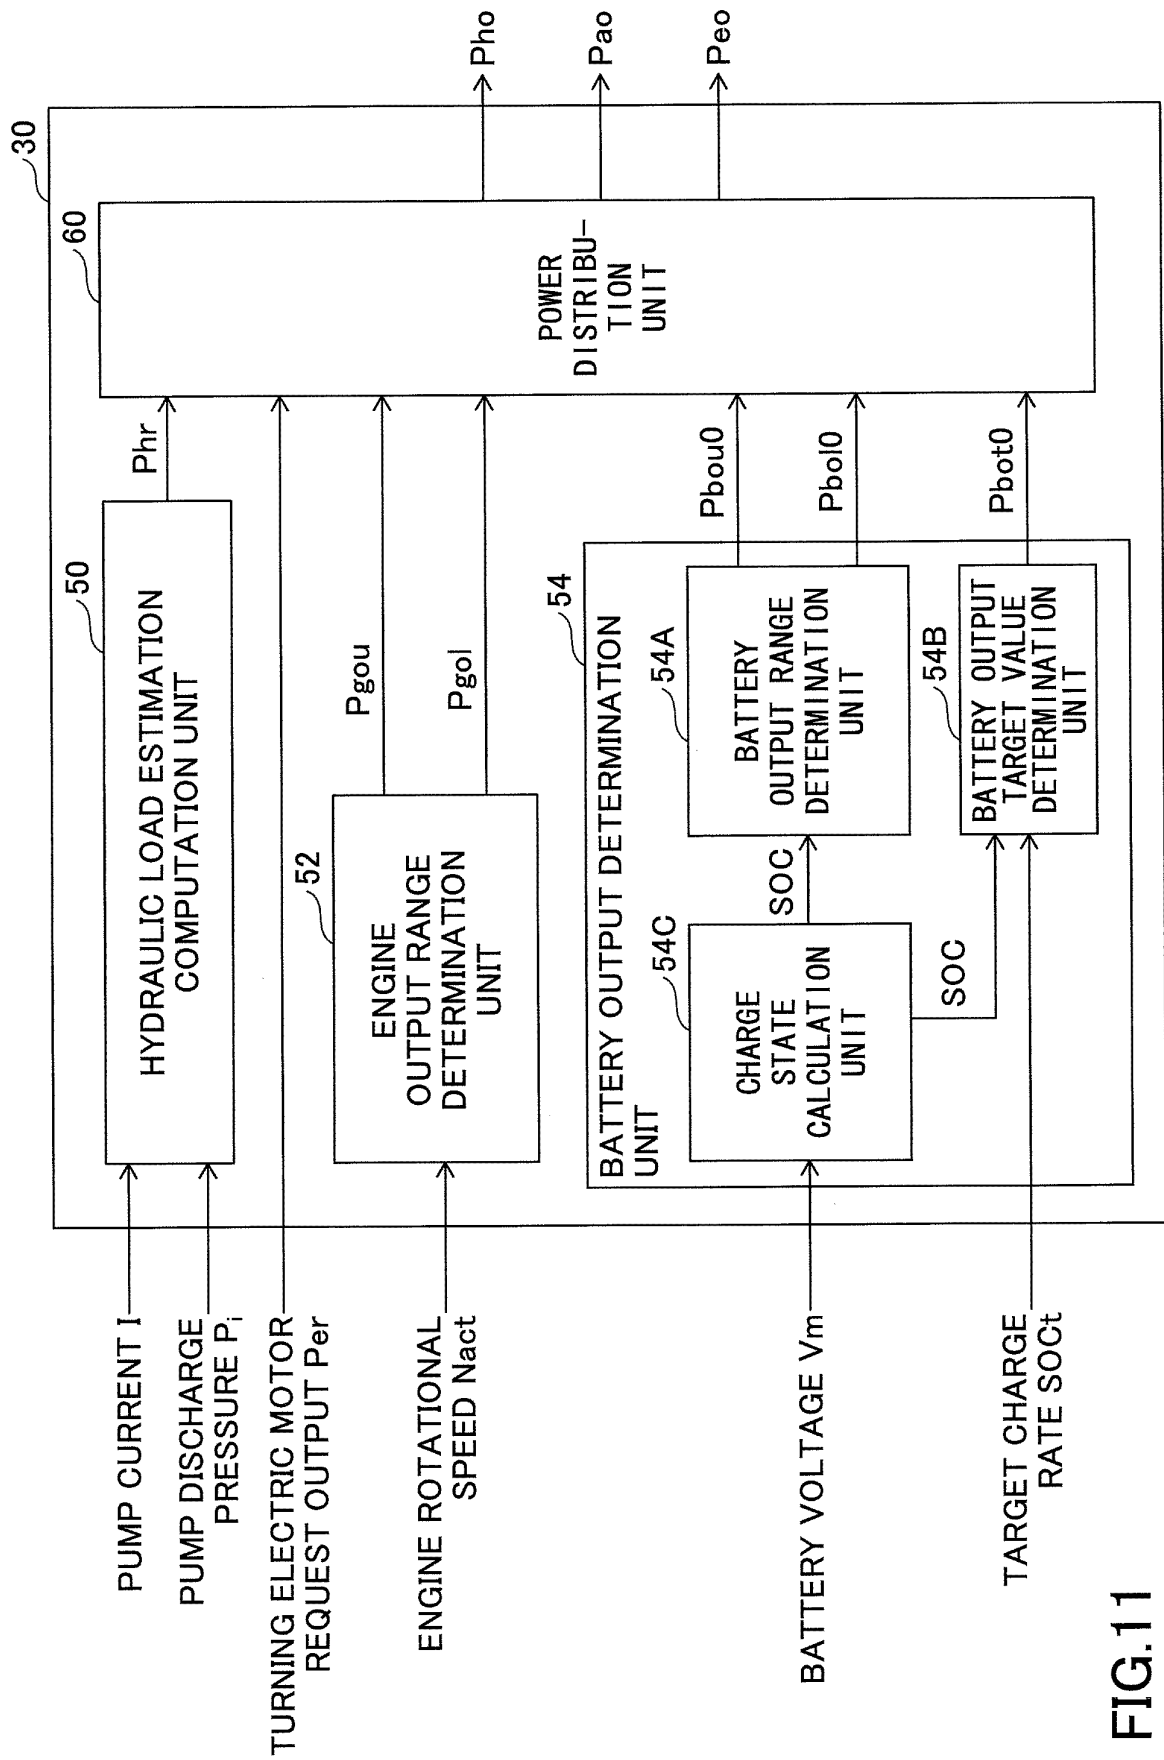 30
60
PUMP CURRENT I
PUMP DISCHARGE
PRESSURE Pi
TURNING ELECTRIC MOTOR
REQUEST OUTPUT Per
ENGINE ROTATIONAL
SPEED Nact
BATTERY VOLTAGE Vm
TARGET CHARGE
RATE SOCt
50
HYDRAULIC LOAD ESTIMATION
COMPUTATION UNIT
Phr
52
ENGINE
OUTPUT RANGE
DETERMINATION
UNIT
Pgou
Pgol
54
BATTERY OUTPUT DETERMINATION
UNIT
54C
CHARGE
STATE
CALCULATION
UNIT
SOC
SOC
54A
BATTERY
OUTPUT RANGE
DETERMINATION
UNIT
54B
BATTERY OUTPUT
TARGET VALUE
DETERMINATION
UNIT
Pbou0
Pbol0
Pbot0
POWER
DISTRIBU-
TION
UNIT
Pho
Pao
Peo
FIG.11